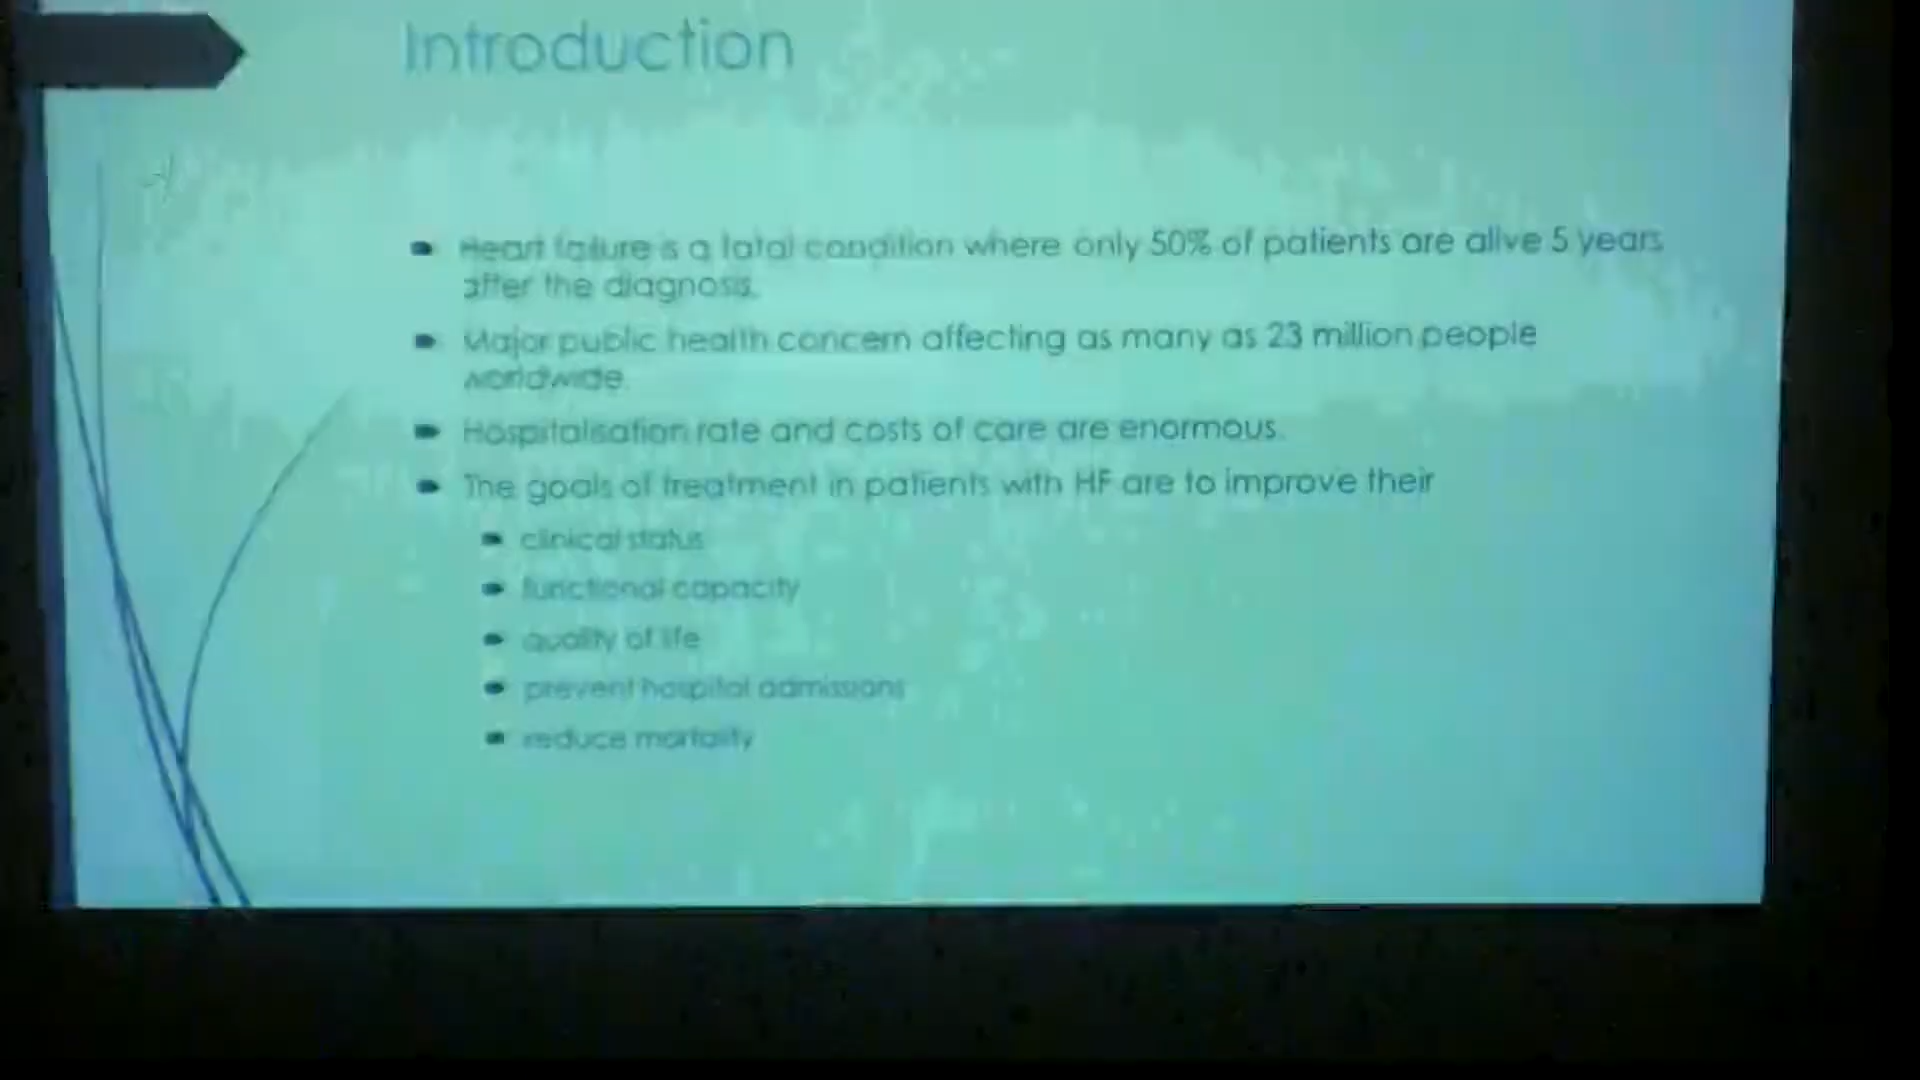 Introduction
Heart failure is a fatal condition where only 50% of patients are alive 5 years
after the diagnosis.
Major public health concern affecting as many as 23 million people
worldwide.
Hospitalisation rate and costs of care are enormous.
The goals of treatment in patients with HF are to improve their
clinical status
functional capacity
quality of life
prevent hospital admissions
reduce mortality